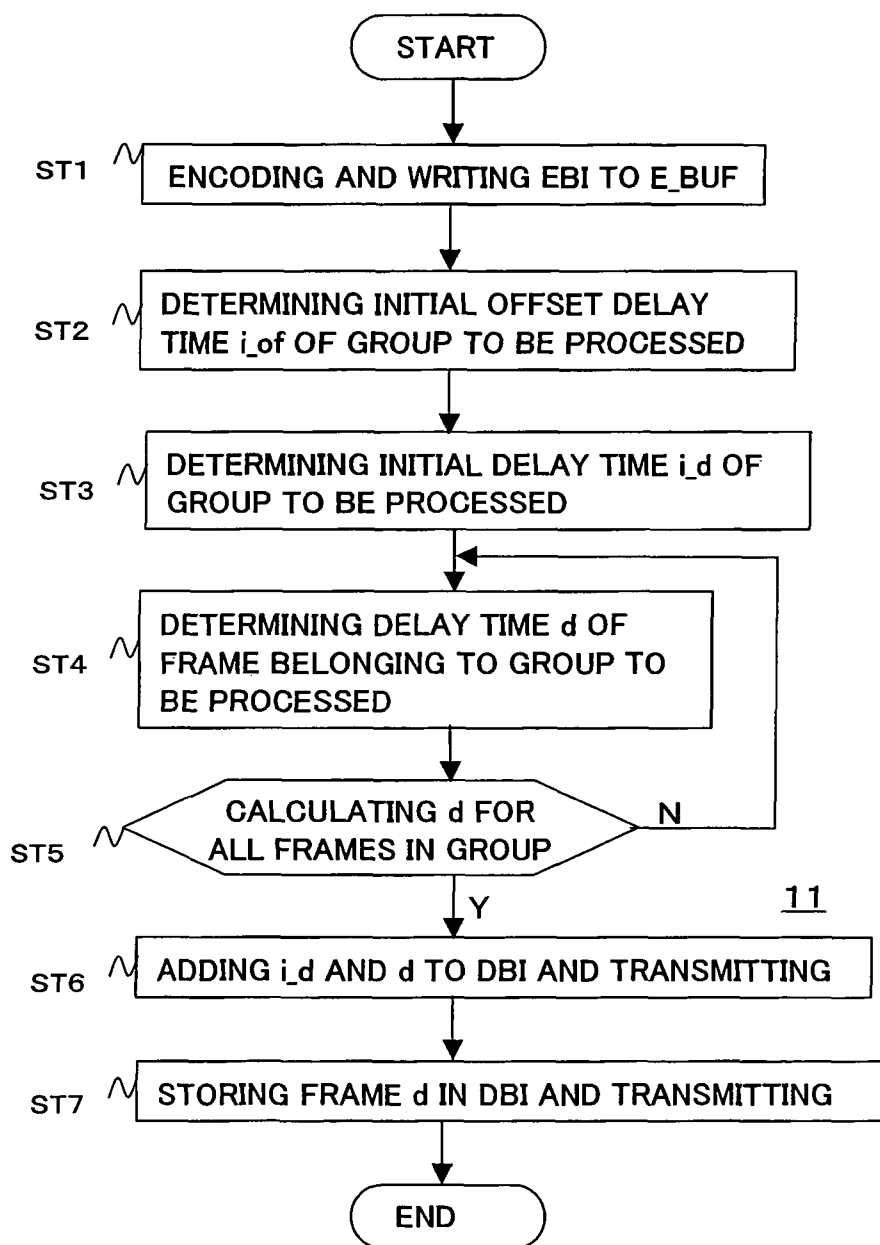 START
ST1
ENCODING AND WRITING EBI TO E_BUF
ST2
DETERMINING INITIAL OFFSET DELAY
TIME i_of OF GROUP TO BE PROCESSED
ST3
DETERMINING INITIAL DELAY TIME i_d OF
GROUP TO BE PROCESSED
ST4
DETERMINING DELAY TIME d OF
FRAME BELONGING TO GROUP TO
BE PROCESSED
ST5
CALCULATING d FOR
ALL FRAMES IN GROUP
N
Y
11
ST6
ADDING i_d AND d TO DBI AND TRANSMITTING
ST7
STORING FRAME d IN DBI AND TRANSMITTING
END